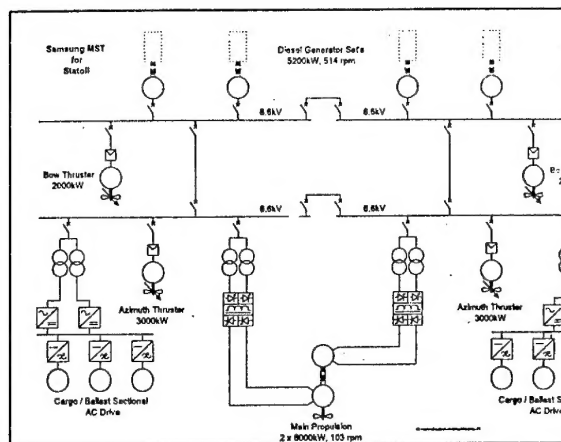 Samsung MST
for
Statoil
Diesel Generator Sets
5200kW, 514 rpm
6.6kV
6.6kV
Bow Thruster
2000kW
Bo
2
6.6kV
6.6kV
Azimuth Thruster
3000kW
Azimuth Thruster
3000kW
Cargo / Ballast Sectional
AC Drive
Cargo / Ballast S
AC
Main Propulsion
2 x 8000kW, 103 rpm